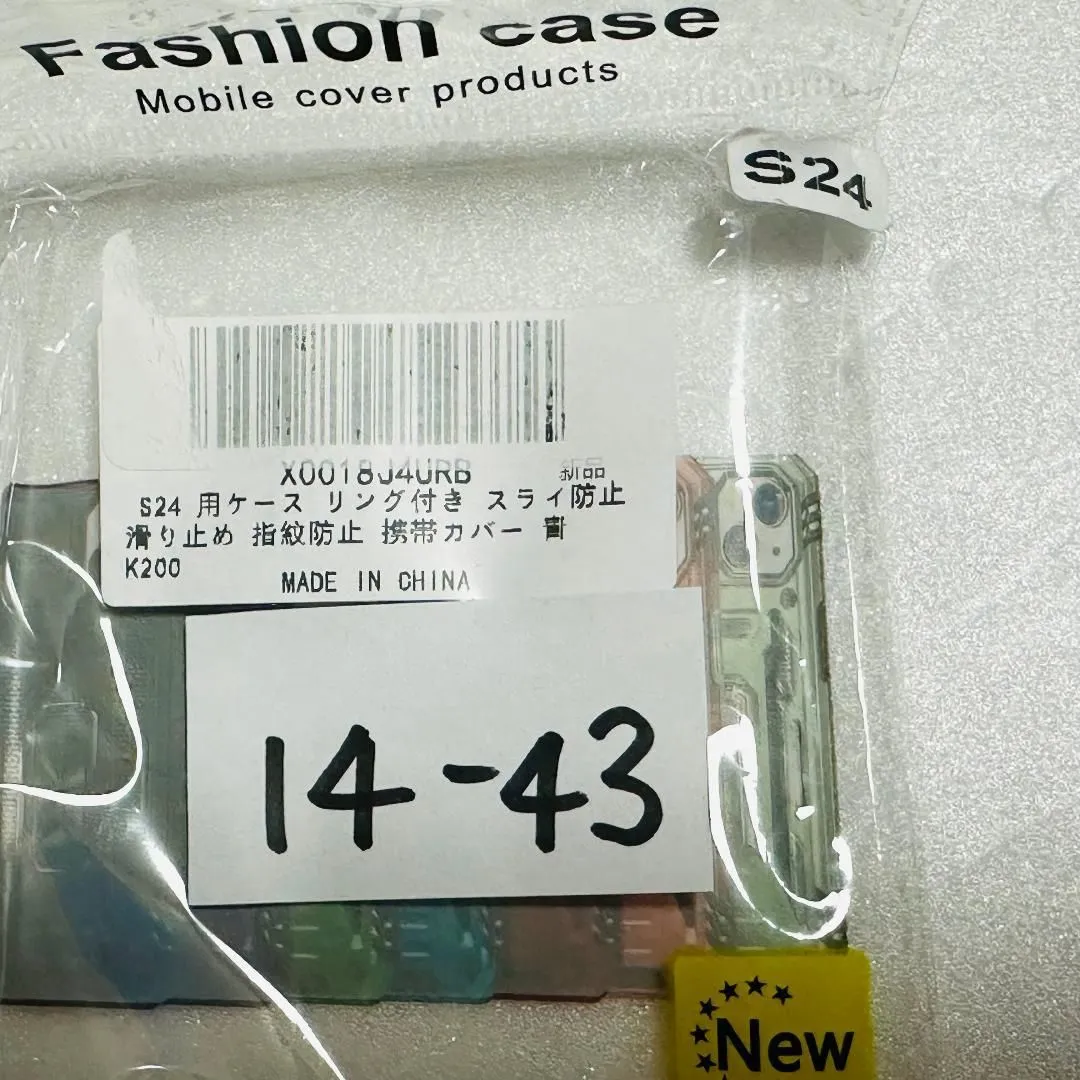 Fashion case
Mobile cover products
S24
X0018J4URB 新品
S24 用ケース リング付き スライ防止
滑り止め 指紋防止 携帯カバー
K200
MADE IN CHINA
14-43
New